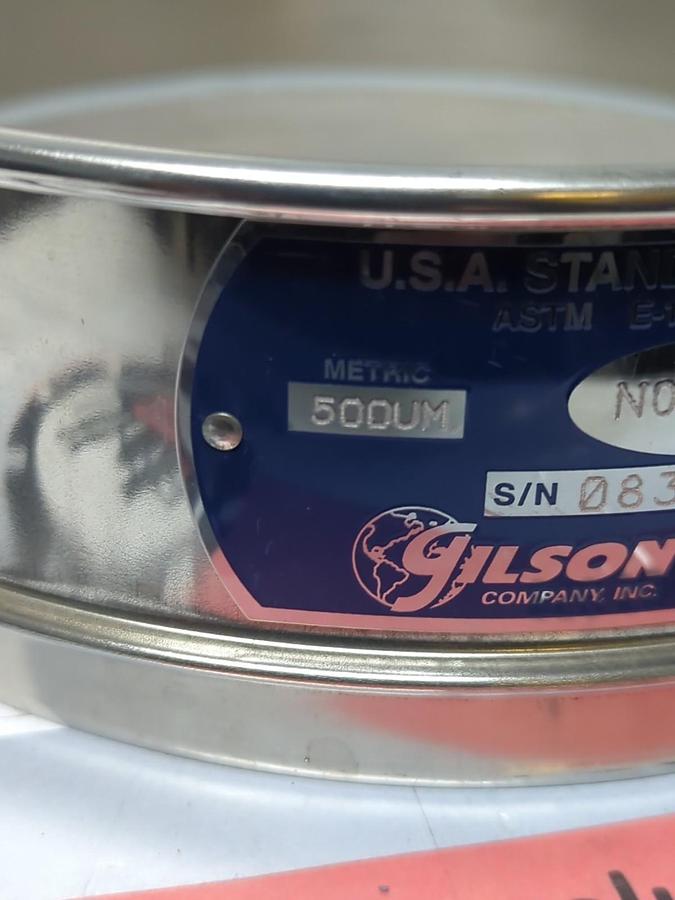 U.S.A. STAN
ASTM E-1
METRIC
500UM
NO
S/N 083
GILSON
COMPANY, INC.